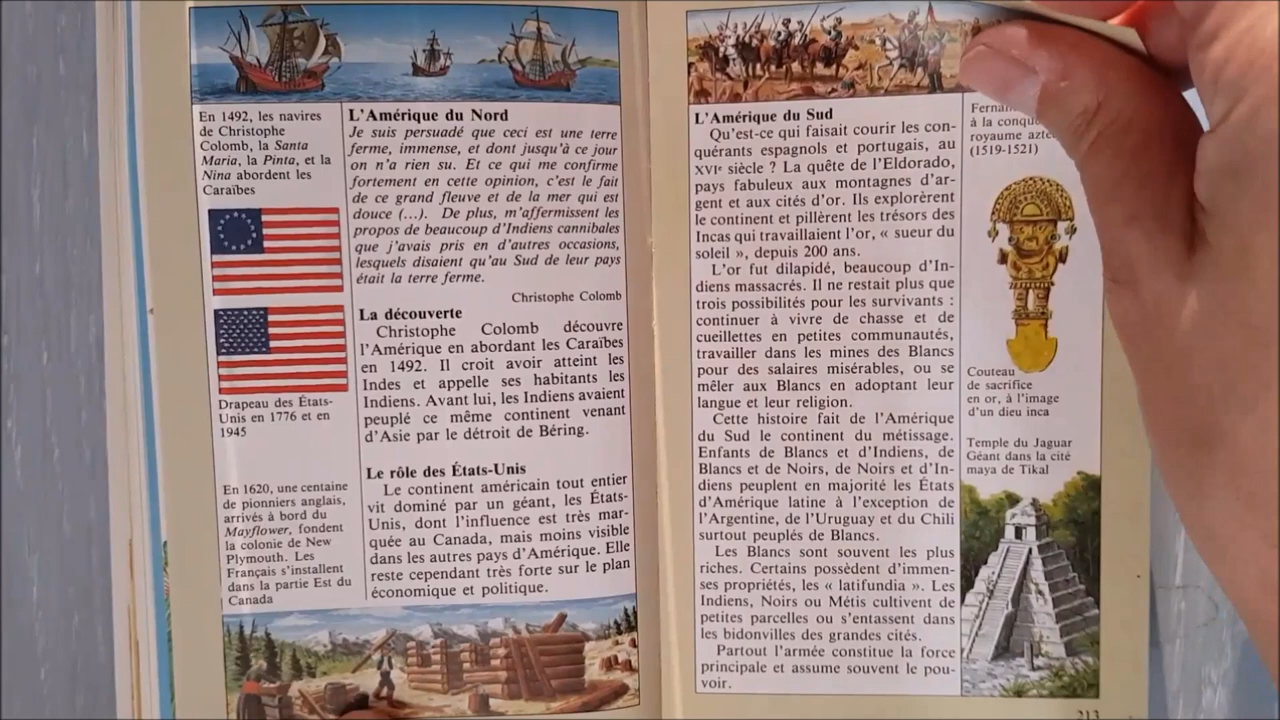 En 1492, les navires
de Christophe
Colomb, la Santa
Maria, la Pinta, et la
Nina abordent les
Caraïbes
Drapeau des États-
Unis en 1776 et en
1945
En 1620, une centaine
de pionniers anglais,
arrivés à bord du
Mayflower, fondent
la colonie de New
Plymouth. Les
Français s'installent
dans la partie Est du
Canada
L'Amérique du Nord
Je suis persuadé que ceci est une terre
ferme, immense, et dont jusqu'à ce jour
on n'a rien su. Et ce qui me confirme
fortement en cette opinion, c'est le fait
de ce grand fleuve et de la mer qui est
douce (...). De plus, m'affermissent les
propos de beaucoup d'Indiens cannibales
que j'avais pris en d'autres occasions,
lesquels disaient qu'au Sud de leur pays
était la terre ferme.
Christophe Colomb
La découverte
Christophe Colomb découvre
l'Amérique en abordant les Caraïbes
en 1492. Il croit avoir atteint les
Indes et appelle ses habitants les
Indiens. Avant lui, les Indiens avaient
peuplé ce même continent venant
d'Asie par le détroit de Béring.
Le rôle des États-Unis
Le continent américain tout entier
vit dominé par un géant, les États-
Unis, dont l'influence est très mar-
quée au Canada, mais moins visible
dans les autres pays d'Amérique. Elle
reste cependant très forte sur le plan
économique et politique.
L'Amérique du Sud
Qu'est-ce qui faisait courir les con-
quérants espagnols et portugais, au
XVIe siècle ? La quête de l'Eldorado,
pays fabuleux aux montagnes d'ar-
gent et aux cités d'or. Ils explorèrent
le continent et pillèrent les trésors des
Incas qui travaillaient l'or, « sueur du
soleil », depuis 200 ans.
L'or fut dilapidé, beaucoup d'In-
diens massacrés. Il ne restait plus que
trois possibilités pour les survivants :
continuer à vivre de chasse et de
cueillettes en petites communautés,
travailler dans les mines des Blancs
pour des salaires misérables, ou se
mêler aux Blancs en adoptant leur
langue et leur religion.
Cette histoire fait de l'Amérique
du Sud le continent du métissage.
Enfants de Blancs et d'Indiens, de
Blancs et de Noirs, de Noirs et d'In-
diens peuplent en majorité les États
d'Amérique latine à l'exception de
l'Argentine, de l'Uruguay et du Chili
surtout peuplés de Blancs.
Les Blancs sont souvent les plus
riches. Certains possèdent d'immen-
ses propriétés, les « latifundia ». Les
Indiens, Noirs ou Métis cultivent de
petites parcelles ou s'entassent dans
les bidonvilles des grandes cités.
Partout l'armée constitue la force
principale et assume souvent le pou-
voir.
à la
royaume
(1519-1521)
Couteau
de sacrifice
en or, à l'image
d'un dieu inca
Temple du Jaguar
Géant dans la cité
maya de Tikal
213